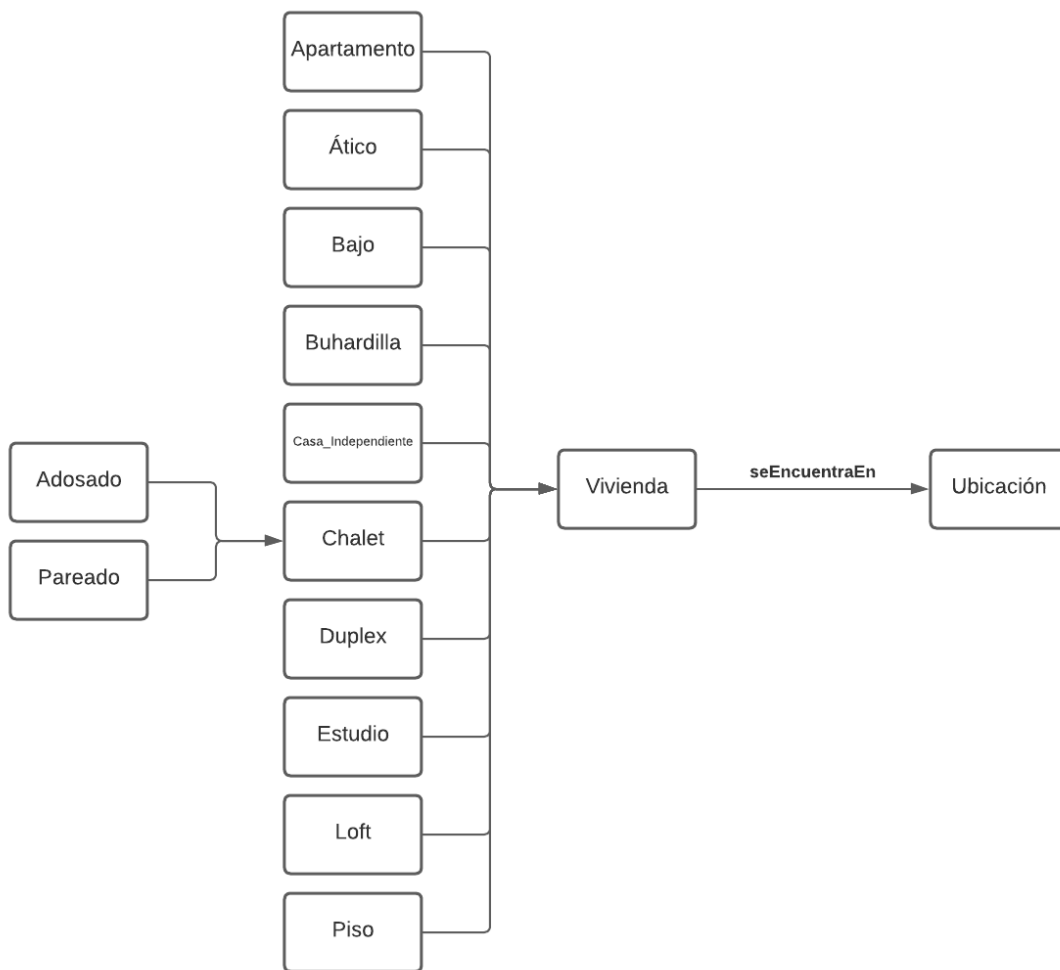 Apartamento
Ático
Bajo
Buhardilla
Casa_Independiente
Adosado
Pareado
Chalet
Vivienda
seEncuentraEn
Ubicación
Duplex
Estudio
Loft
Piso